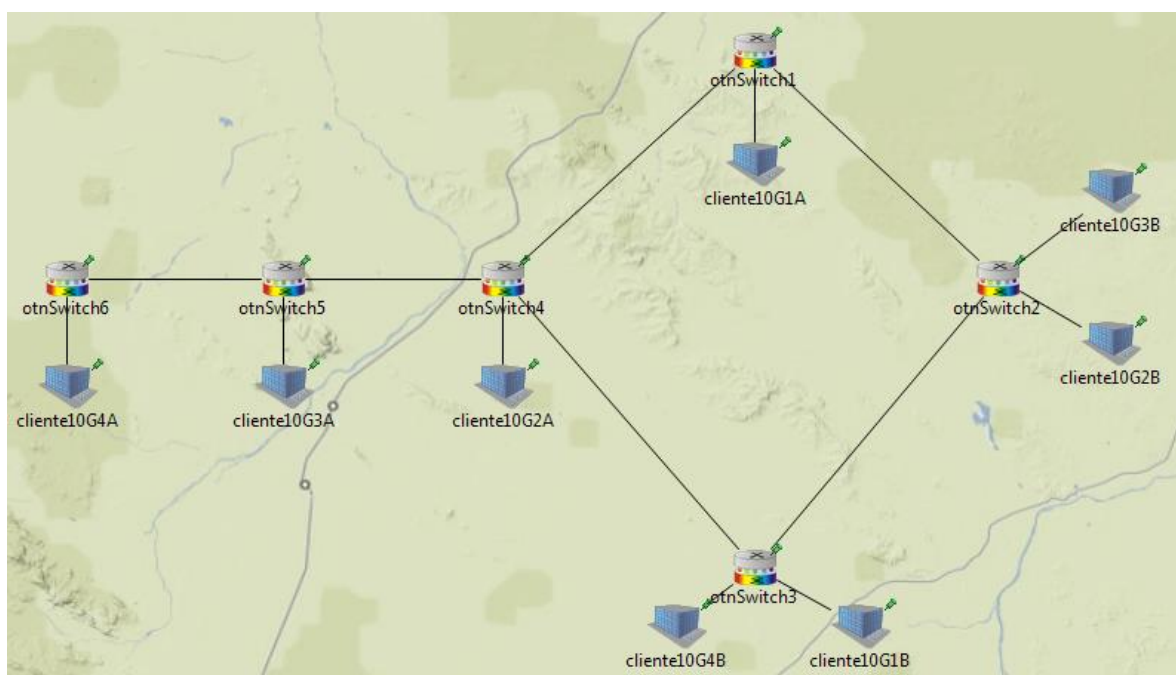 otnSwitch1
cliente10G1A
cliente10G3B
otnSwitch6
otnSwitch5
otnSwitch4
otnSwitch2
cliente10G4A
cliente10G3A
cliente10G2A
cliente10G2B
otnSwitch3
cliente10G4B
cliente10G1B